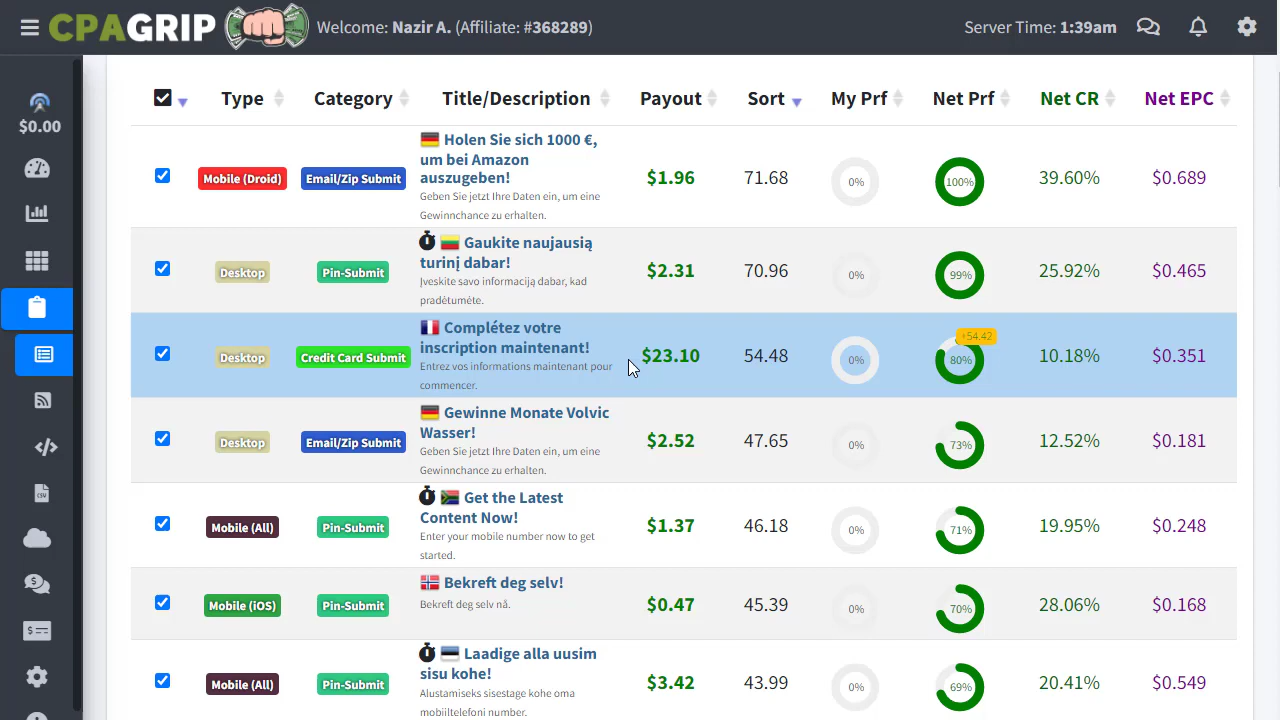 CPAGRIP Welcome: Nazir A. (Affiliate: #368289) Server Time: 1:39am
$0.00
Type Category Title/Description Payout Sort My Prf Net Prf Net CR Net EPC
Mobile (Droid) Email/Zip Submit
Holen Sie sich 1000 €,
um bei Amazon
auszugeben!
Geben Sie jetzt Ihre Daten ein, um eine
Gewinnchance zu erhalten.
$1.96 71.68 0% 100% 39.60% $0.689
Desktop Pin-Submit
Gaukite naujausią
turinį dabar!
Įveskite savo informaciją dabar, kad
pradėtumėte.
$2.31 70.96 0% 99% 25.92% $0.465
Desktop Credit Card Submit
Complétez votre
inscription maintenant!
Entrez vos informations maintenant pour
commencer.
$23.10 54.48 0% +54.42 80% 10.18% $0.351
Desktop Email/Zip Submit
Gewinne Monate Volvic
Wasser!
Geben Sie jetzt Ihre Daten ein, um eine
Gewinnchance zu erhalten.
$2.52 47.65 0% 73% 12.52% $0.181
Mobile (All) Pin-Submit
Get the Latest
Content Now!
Enter your mobile number now to get
started.
$1.37 46.18 0% 71% 19.95% $0.248
Mobile (iOS) Pin-Submit
Bekreft deg selv!
Bekreft deg selv nå.
$0.47 45.39 0% 70% 28.06% $0.168
Mobile (All) Pin-Submit
Laadige alla uusim
sisu kohe!
Alustamiseks sisestage kohe oma
mobiiltelefoni number.
$3.42 43.99 0% 69% 20.41% $0.549
CSV